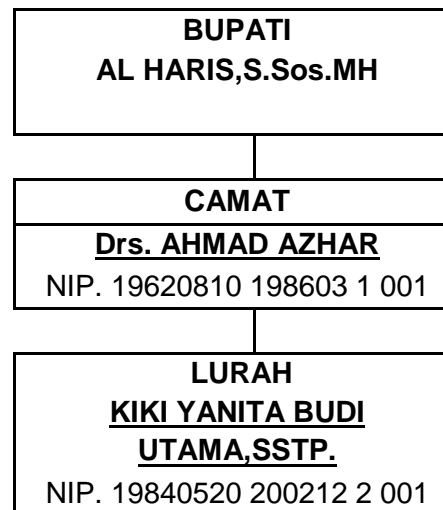 BUPATI
AL HARIS,S.Sos.MH
CAMAT
Drs. AHMAD AZHAR
NIP. 19620810 198603 1 001
LURAH
KIKI YANITA BUDI
UTAMA,SSTP.
NIP. 19840520 200212 2 001